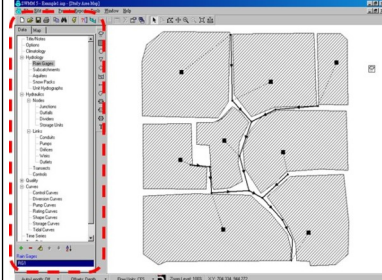 Data Map
Title/Notes
Options
Climatology
Hydrology
Rain Gages
Subcatchments
Aquifers
Snow Packs
Unit Hydrographs
Hydraulics
Nodes
Junctions
Outfalls
Dividers
Storage Units
Links
Conduits
Pumps
Orifices
Weirs
Outlets
Transects
Controls
Quality
Curves
Control Curves
Diversion Curves
Pump Curves
Rating Curves
Shape Curves
Storage Curves
Tidal Curves
Time Series
Rain Gages